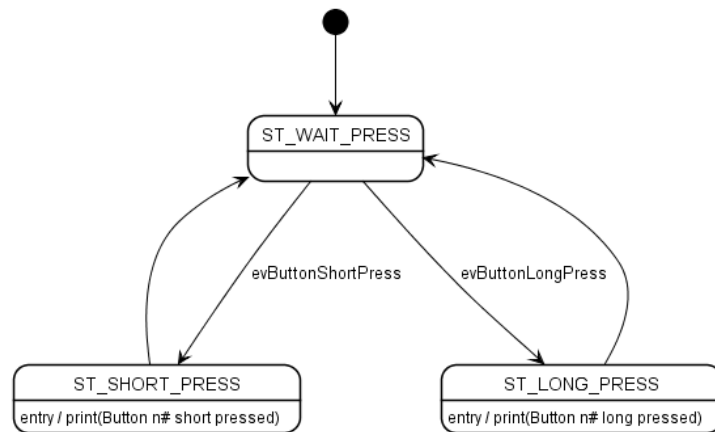 ST_WAIT_PRESS
evButtonShortPress
evButtonLongPress
ST_SHORT_PRESS
entry / print(Button n# short pressed)
ST_LONG_PRESS
entry / print(Button n# long pressed)